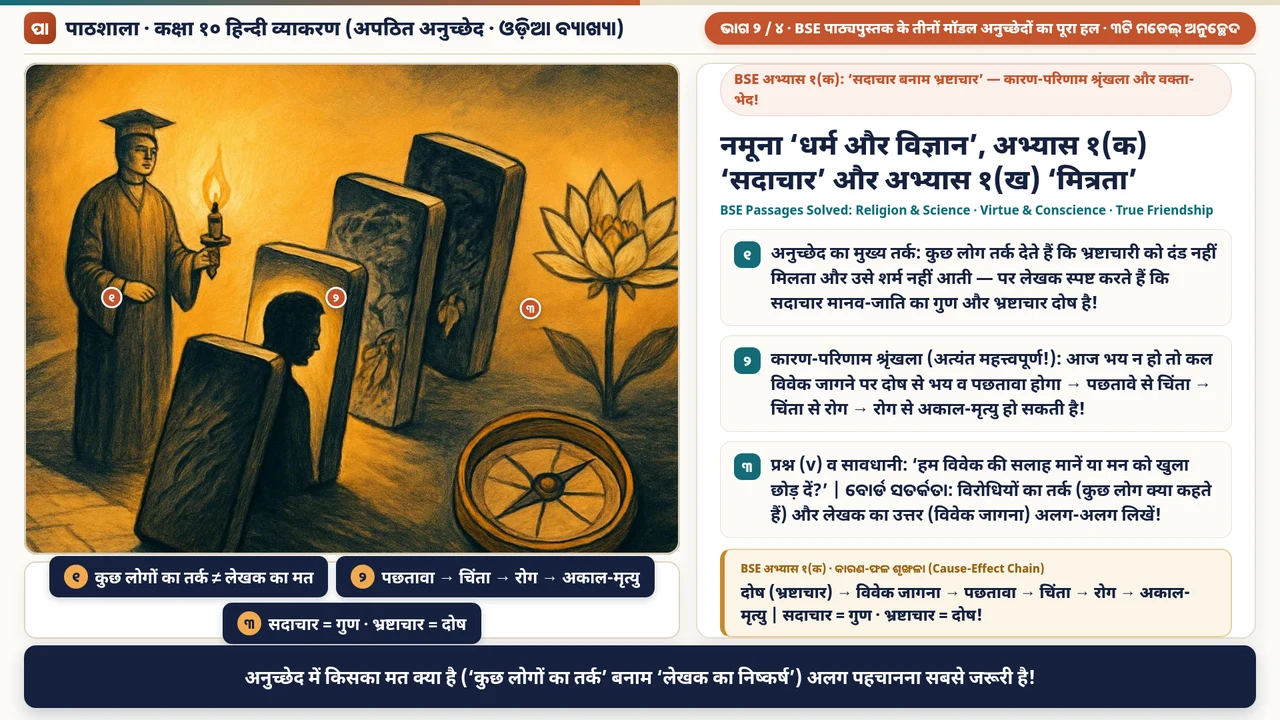 ପା
पाठशाला · कक्षा १० हिन्दी व्याकरण (अपठित अनुच्छेद · ଓଡ଼ିଆ ବ୍ୟାଖ୍ୟା)
ଭାଗ ୨ / ୪ · BSE पाठ्यपुस्तक के तीनों मॉडल अनुच्छेदों का पूरा हल · ୩ଟି ମଡେଲ୍ ଅନୁଚ୍ଛେଦ
୧
୨
୩
BSE अभ्यास १(क): ‘सदाचार बनाम भ्रष्टाचार’ — कारण-परिणाम श्रृंखला और वक्ता-
भेद!
नमूना ‘धर्म और विज्ञान’, अभ्यास १(क)
‘सदाचार’ और अभ्यास १(ख) ‘मित्रता’
BSE Passages Solved: Religion & Science · Virtue & Conscience · True Friendship
୧ अनुच्छेद का मुख्य तर्क: कुछ लोग तर्क देते हैं कि भ्रष्टाचारी को दंड नहीं
मिलता और उसे शर्म नहीं आती — पर लेखक स्पष्ट करते हैं कि
सदाचार मानव-जाति का गुण और भ्रष्टाचार दोष है!
୨ कारण-परिणाम श्रृंखला (अत्यंत महत्त्वपूर्ण!): आज भय न हो तो कल
विवेक जागने पर दोष से भय व पछतावा होगा → पछतावे से चिंता →
चिंता से रोग → रोग से अकाल-मृत्यु हो सकती है!
୩ प्रश्न (v) व सावधानी: ‘हम विवेक की सलाह मानें या मन को खुला
छोड़ दें?’ | ବୋର୍ଡ ସତର୍କତା: विरोधियों का तर्क (कुछ लोग क्या कहते
हैं) और लेखक का उत्तर (विवेक जागना) अलग-अलग लिखें!
BSE अभ्यास १(क) · କାରଣ-ଫଳ ଶୃଙ୍ଖଳା (Cause-Effect Chain)
दोष (भ्रष्टाचार) → विवेक जागना → पछतावा → चिंता → रोग → अकाल-
मृत्यु | सदाचार = गुण · भ्रष्टाचार = दोष!
୧ कुछ लोगों का तर्क ≠ लेखक का मत
୨ पछतावा → चिंता → रोग → अकाल-मृत्यु
୩ सदाचार = गुण · भ्रष्टाचार = दोष
अनुच्छेद में किसका मत क्या है (‘कुछ लोगों का तर्क’ बनाम ‘लेखक का निष्कर्ष’) अलग पहचानना सबसे जरूरी है!